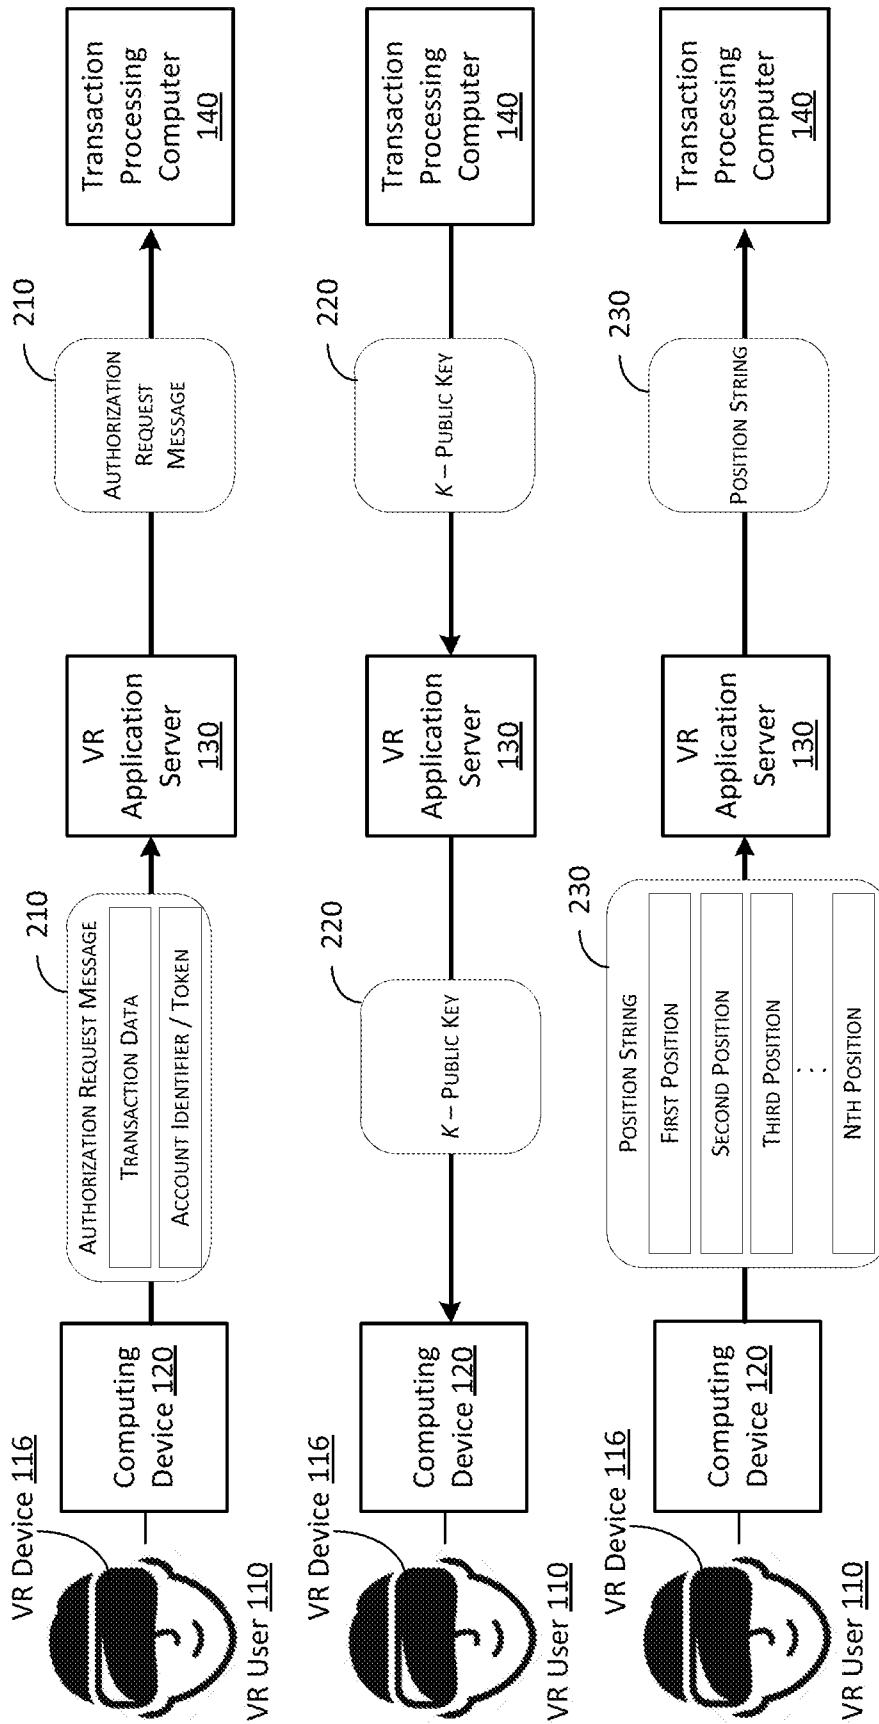 VR Device 116
VR User 110
Computing
Device 120
210
AUTHORIZATION REQUEST MESSAGE
TRANSACTION DATA
ACCOUNT IDENTIFIER / TOKEN
VR
Application
Server
130
210
AUTHORIZATION
REQUEST
MESSAGE
Transaction
Processing
Computer
140
VR Device 116
VR User 110
Computing
Device 120
220
K – PUBLIC KEY
VR
Application
Server
130
220
K – PUBLIC KEY
Transaction
Processing
Computer
140
VR Device 116
VR User 110
Computing
Device 120
230
POSITION STRING
FIRST POSITION
SECOND POSITION
THIRD POSITION
...
NTH POSITION
VR
Application
Server
130
230
POSITION STRING
Transaction
Processing
Computer
140